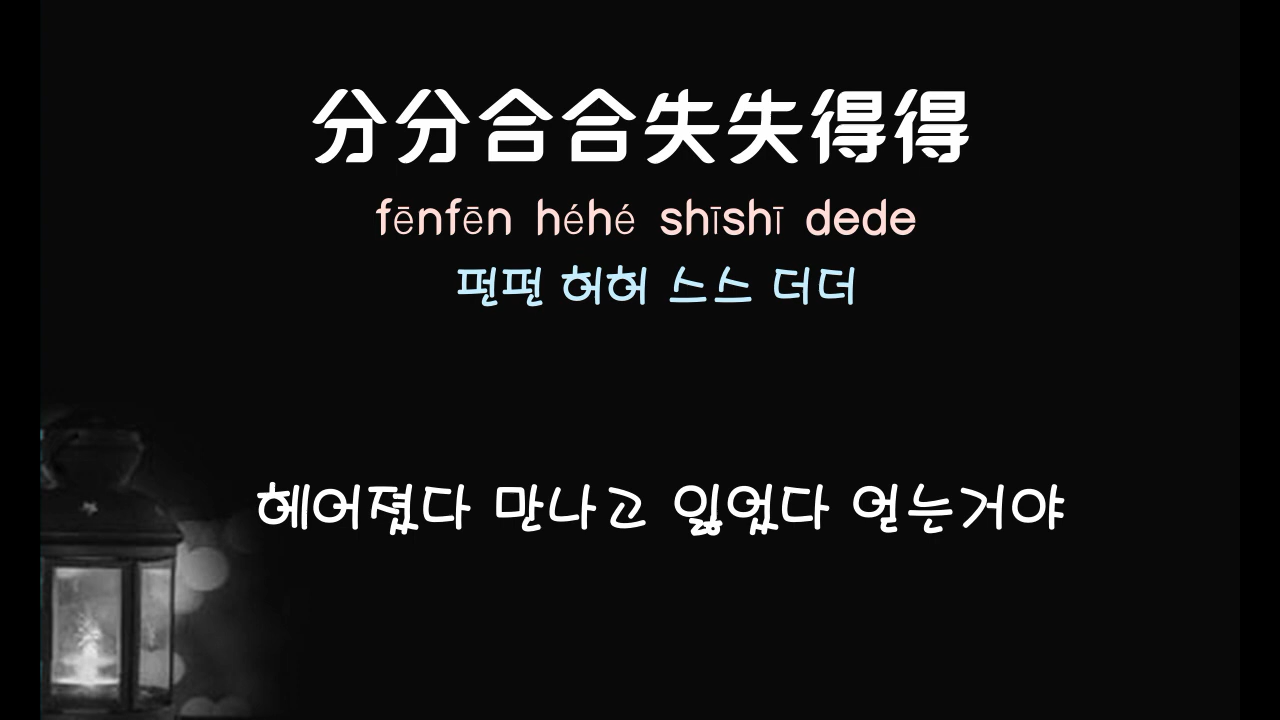 分分合合失失得得
fēnfēn héhé shīshī dede
펀펀 허허 스스 더더
헤어졌다 만나고 잃었다 얻는거야